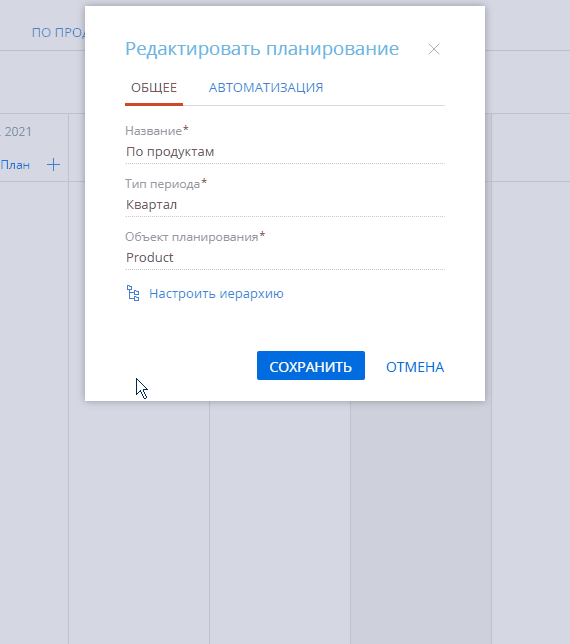 ПО ПРОД
Редактировать планирование
ОБЩЕЕ АВТОМАТИЗАЦИЯ
. 2021
Название*
По продуктам
План
Тип периода*
Квартал
Объект планирования*
Product
Настроить иерархию
СОХРАНИТЬ ОТМЕНА